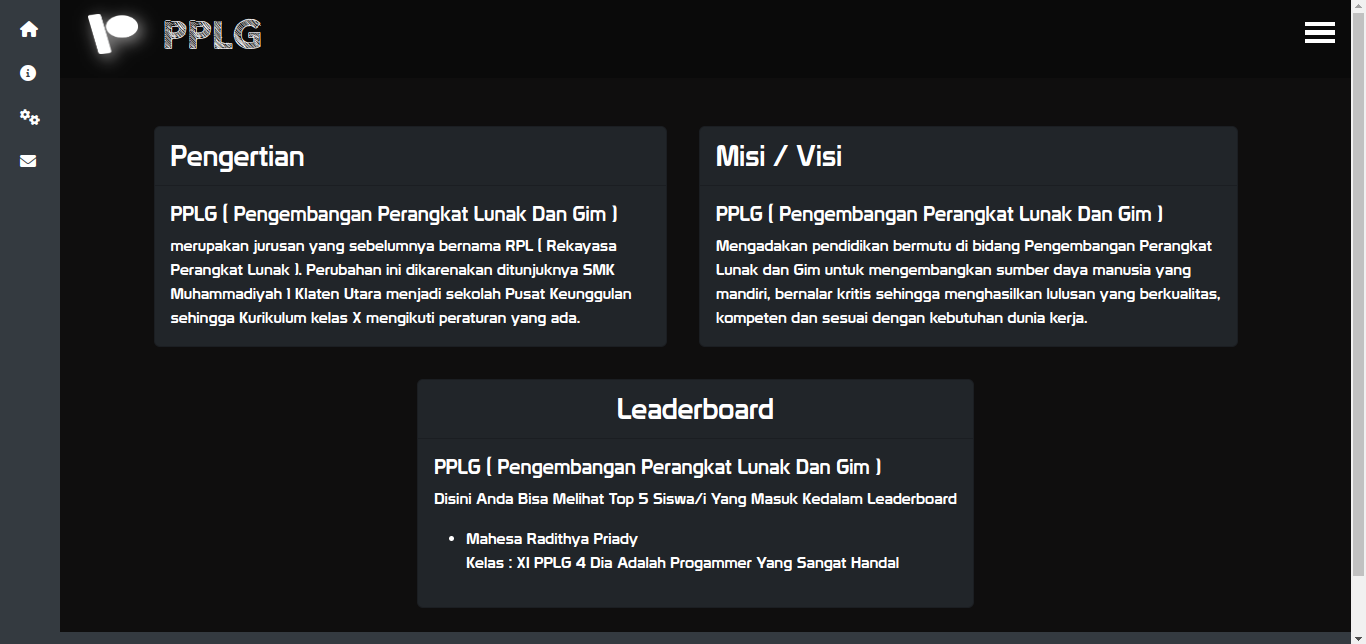 PPLG
Pengertian
PPLG ( Pengembangan Perangkat Lunak Dan Gim )
merupakan jurusan yang sebelumnya bernama RPL ( Rekayasa
Perangkat Lunak ). Perubahan ini dikarenakan ditunjuknya SMK
Muhammadiyah 1 Klaten Utara menjadi sekolah Pusat Keunggulan
sehingga Kurikulum kelas X mengikuti peraturan yang ada.
Misi / Visi
PPLG ( Pengembangan Perangkat Lunak Dan Gim )
Mengadakan pendidikan bermutu di bidang Pengembangan Perangkat
Lunak dan Gim untuk mengembangkan sumber daya manusia yang
mandiri, bernalar kritis sehingga menghasilkan lulusan yang berkualitas,
kompeten dan sesuai dengan kebutuhan dunia kerja.
Leaderboard
PPLG ( Pengembangan Perangkat Lunak Dan Gim )
Disini Anda Bisa Melihat Top 5 Siswa/i Yang Masuk Kedalam Leaderboard
• Mahesa Radithya Priady
Kelas : XI PPLG 4 Dia Adalah Progammer Yang Sangat Handal